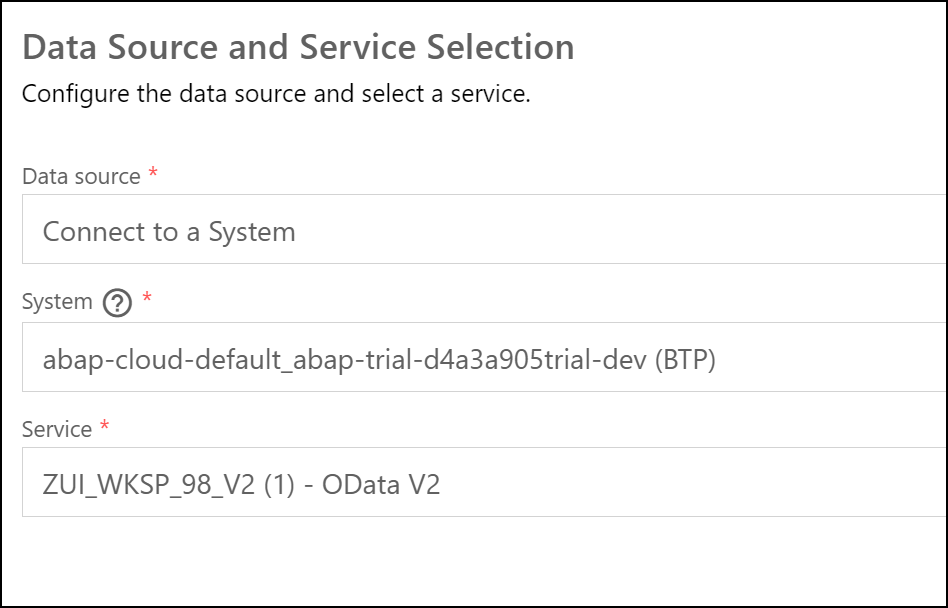 Data Source and Service Selection
Configure the data source and select a service.
Data source *
Connect to a System
System ? *
abap-cloud-default_abap-trial-d4a3a905trial-dev (BTP)
Service *
ZUI_WKSP_98_V2 (1) - OData V2